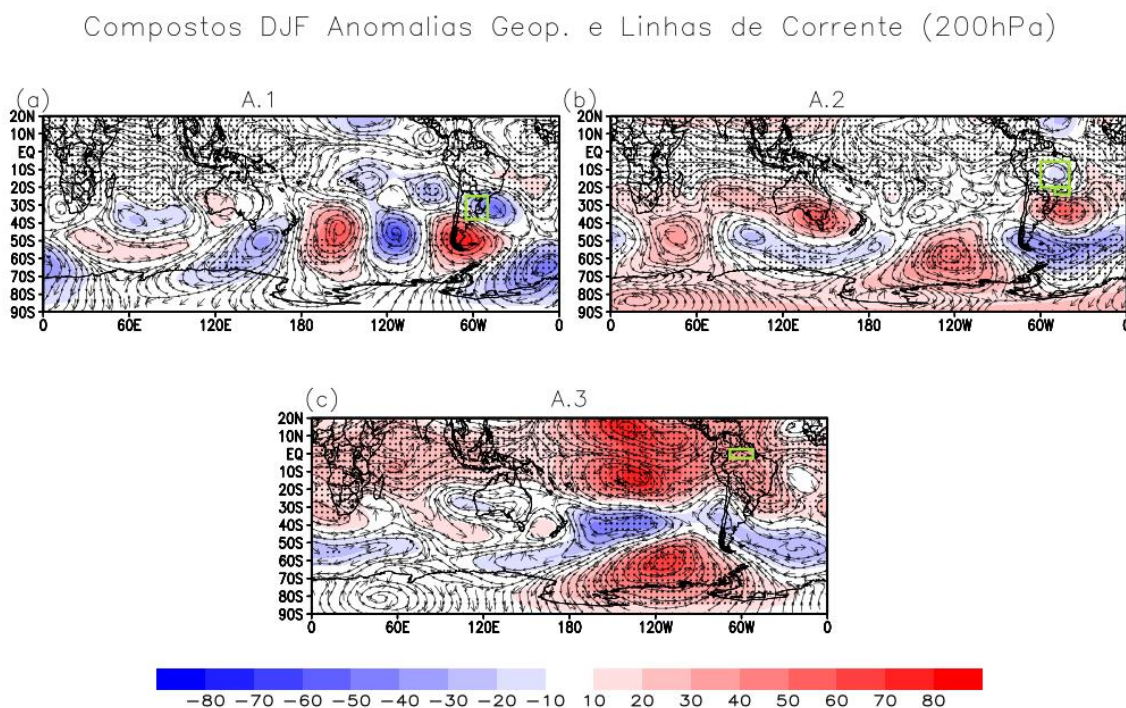 Compostos DJF Anomalias Geop. e Linhas de Corrente (200hPa)
(a) A.1
20N
10N
EQ
10S
20S
30S
40S
50S
60S
70S
80S
90S
0 60E 120E 180 120W 60W 0
(b) A.2
20N
10N
EQ
10S
20S
30S
40S
50S
60S
70S
80S
90S
0 60E 120E 180 120W 60W 0
(c) A.3
20N
10N
EQ
10S
20S
30S
40S
50S
60S
70S
80S
90S
0 60E 120E 180 120W 60W 0
-80 -70 -60 -50 -40 -30 -20 -10 10 20 30 40 50 60 70 80